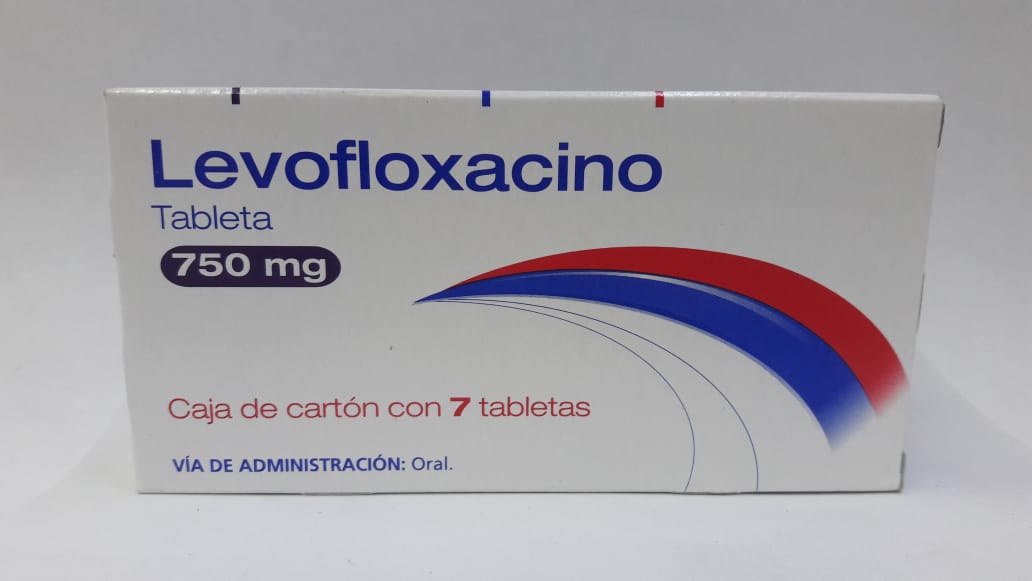 Levofloxacino
Tableta
750 mg
Caja de cartón con 7 tabletas
VÍA DE ADMINISTRACIÓN: Oral.